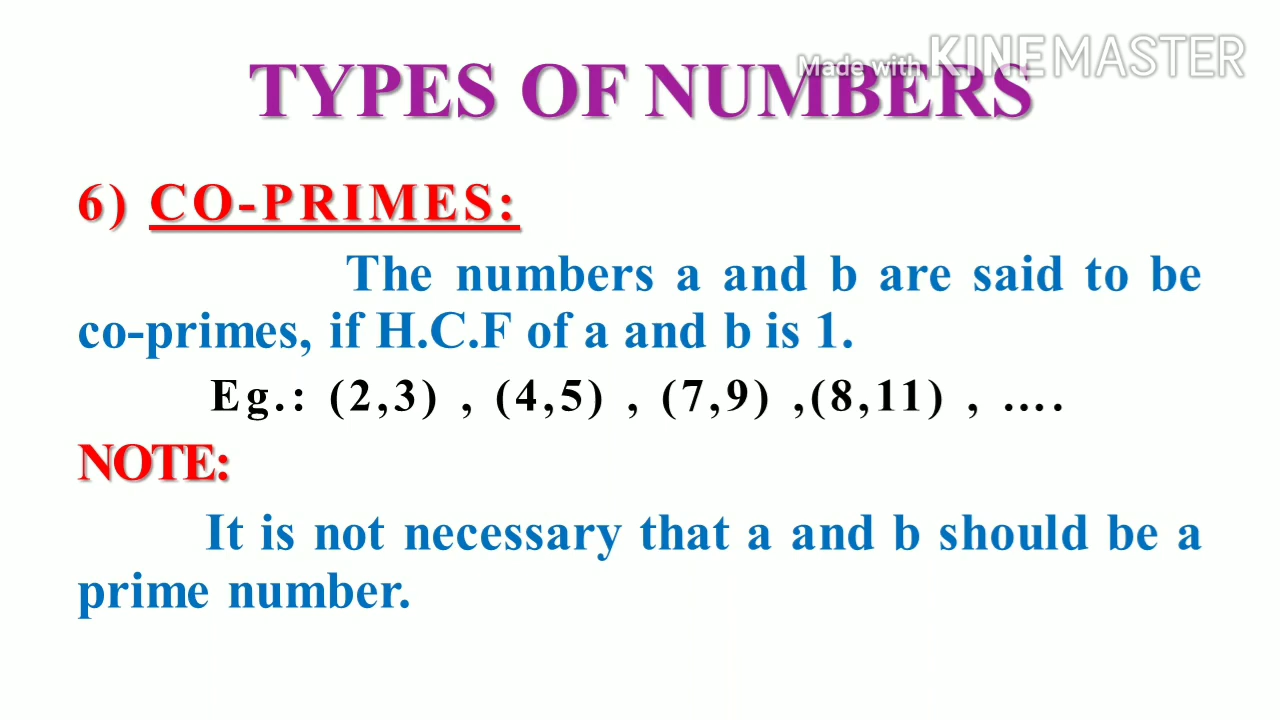 Made with KINEMASTER
TYPES OF NUMBERS
6) CO-PRIMES:
The numbers a and b are said to be
co-primes, if H.C.F of a and b is 1.
Eg.: (2,3) , (4,5) , (7,9) ,(8,11) , ….
NOTE:
It is not necessary that a and b should be a
prime number.